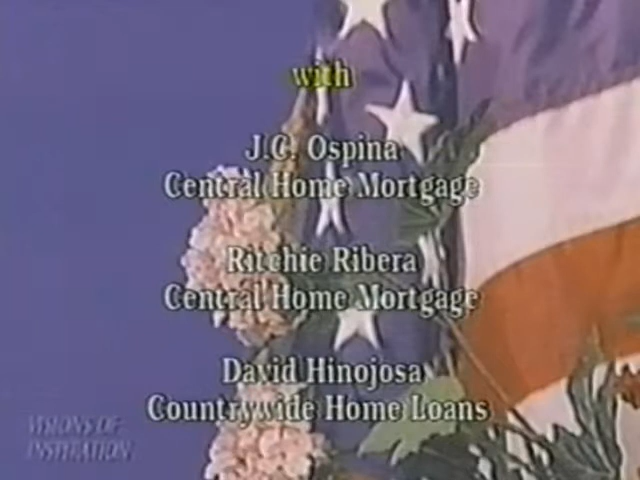 with
J.C. Ospina
Central Home Mortgage
Ritchie Ribera
Central Home Mortgage
David Hinojosa
Countrywide Home Loans
VISIONS OF
INSPIRATION